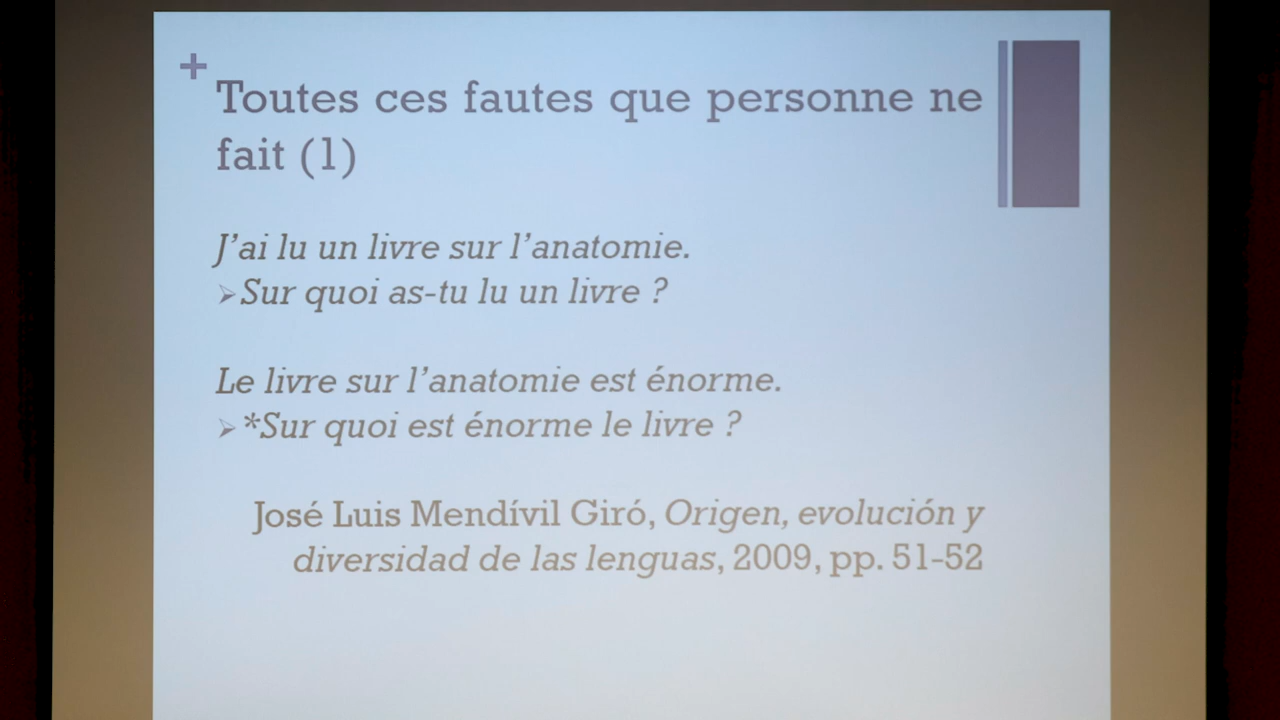 +
Toutes ces fautes que personne ne
fait (1)
J'ai lu un livre sur l'anatomie.
➢Sur quoi as-tu lu un livre ?
Le livre sur l'anatomie est énorme.
➢*Sur quoi est énorme le livre ?
José Luis Mendívil Giró, Origen, evolución y
diversidad de las lenguas, 2009, pp. 51-52